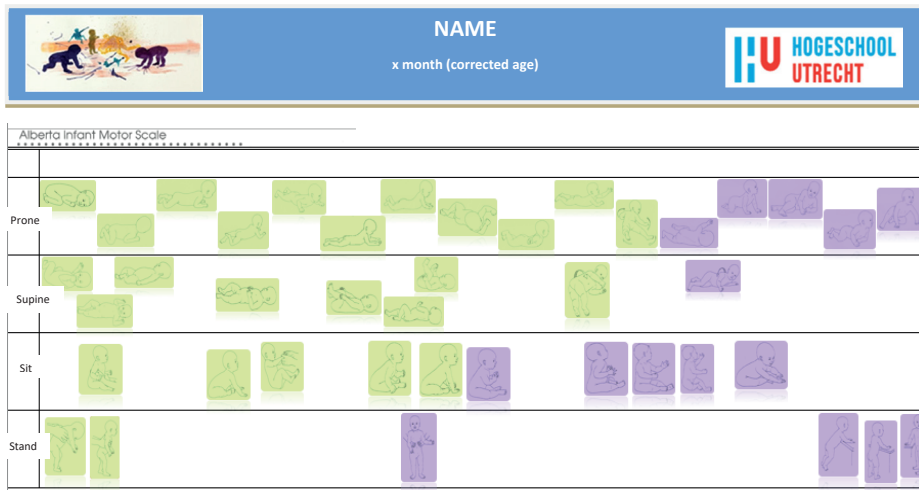 NAME
x month (corrected age)
HOGESCHOOL
UTRECHT
Alberta Infant Motor Scale
Prone
Supine
Sit
Stand